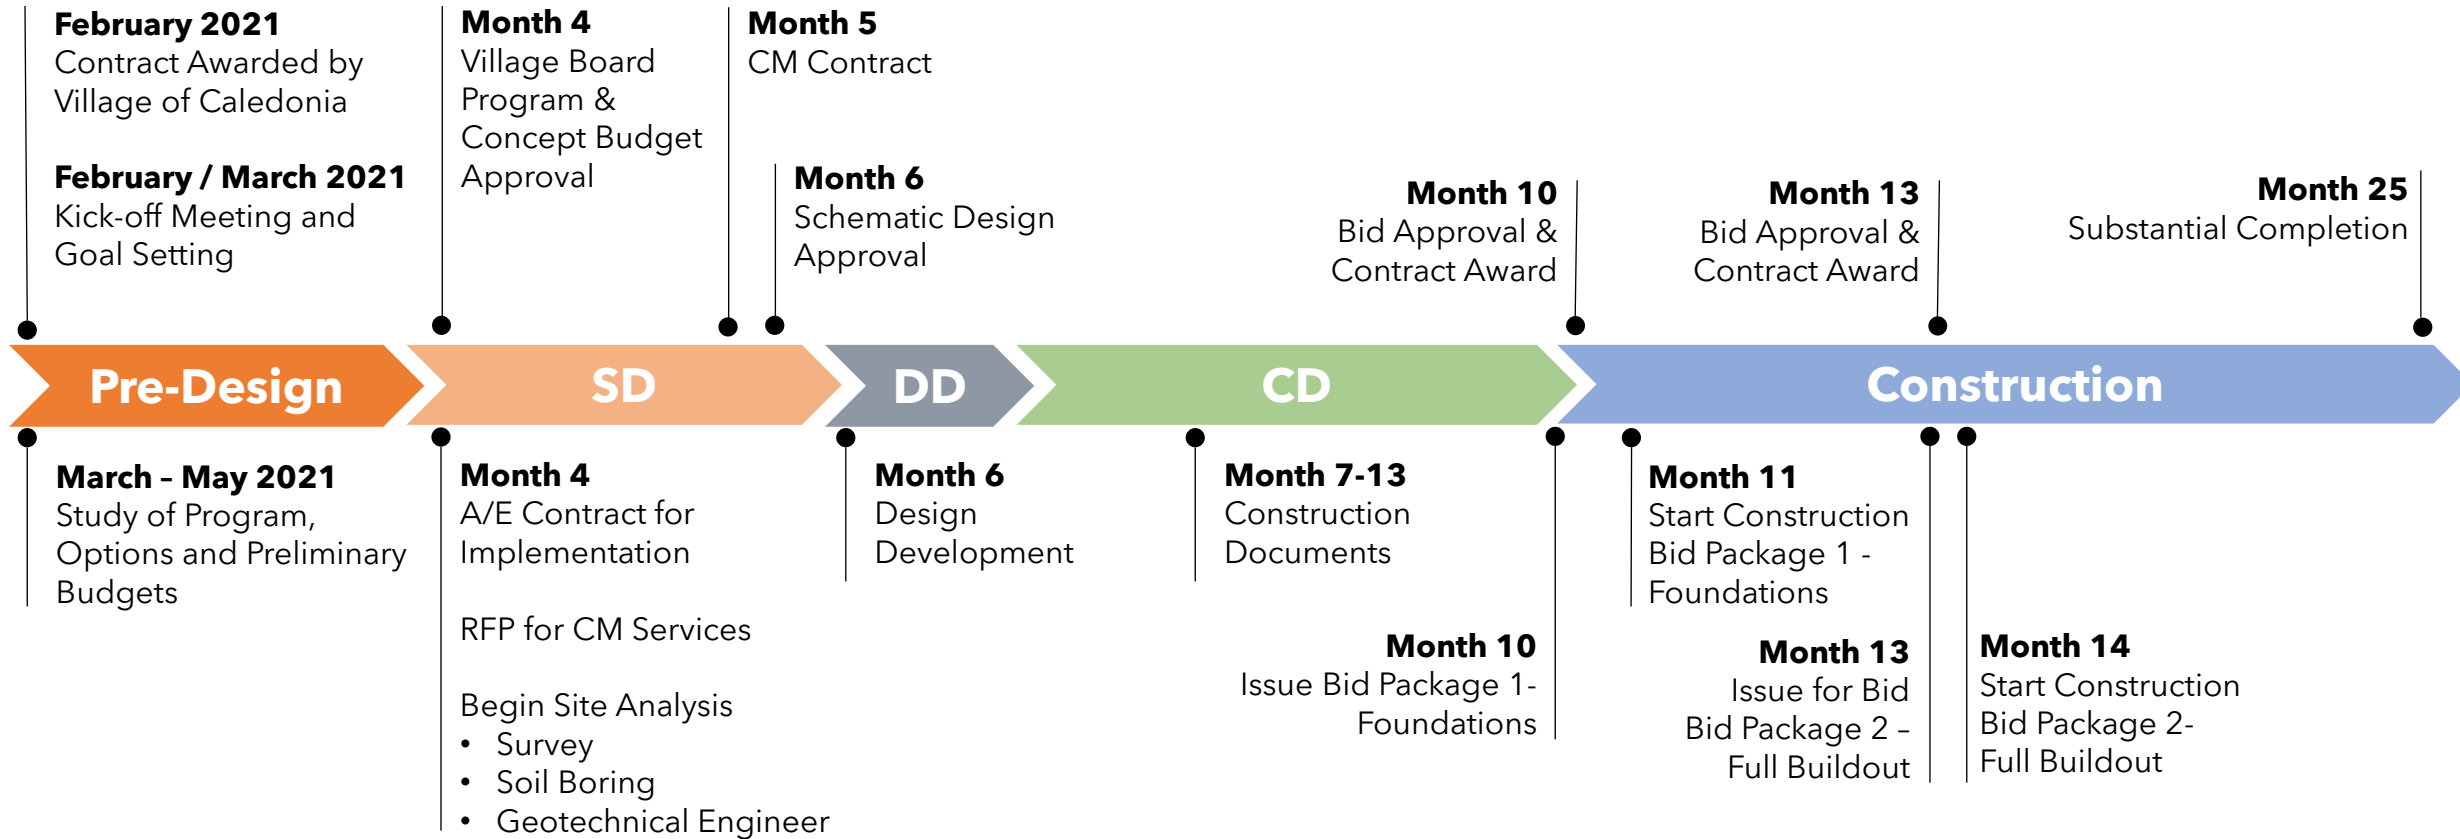 February 2021
Contract Awarded by
Village of Caledonia
February / March 2021
Kick-off Meeting and
Goal Setting
Month 4
Village Board
Program &
Concept Budget
Approval
Month 5
CM Contract
Month 6
Schematic Design
Approval
Month 10
Bid Approval &
Contract Award
Month 13
Bid Approval &
Contract Award
Month 25
Substantial Completion
Pre-Design
SD
DD
CD
Construction
March – May 2021
Study of Program,
Options and Preliminary
Budgets
Month 4
A/E Contract for
Implementation
RFP for CM Services
Begin Site Analysis
• Survey
• Soil Boring
• Geotechnical Engineer
Month 6
Design
Development
Month 7-13
Construction
Documents
Month 10
Issue Bid Package 1-
Foundations
Month 11
Start Construction
Bid Package 1 -
Foundations
Month 13
Issue for Bid
Bid Package 2 –
Full Buildout
Month 14
Start Construction
Bid Package 2-
Full Buildout